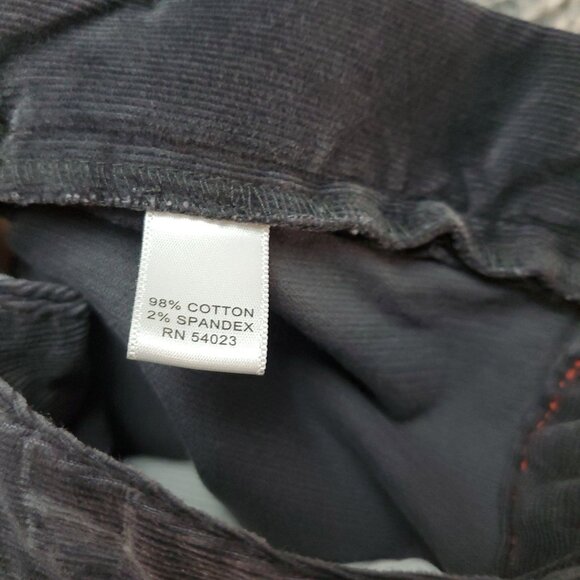 98% COTTON
2% SPANDEX
RN 54023